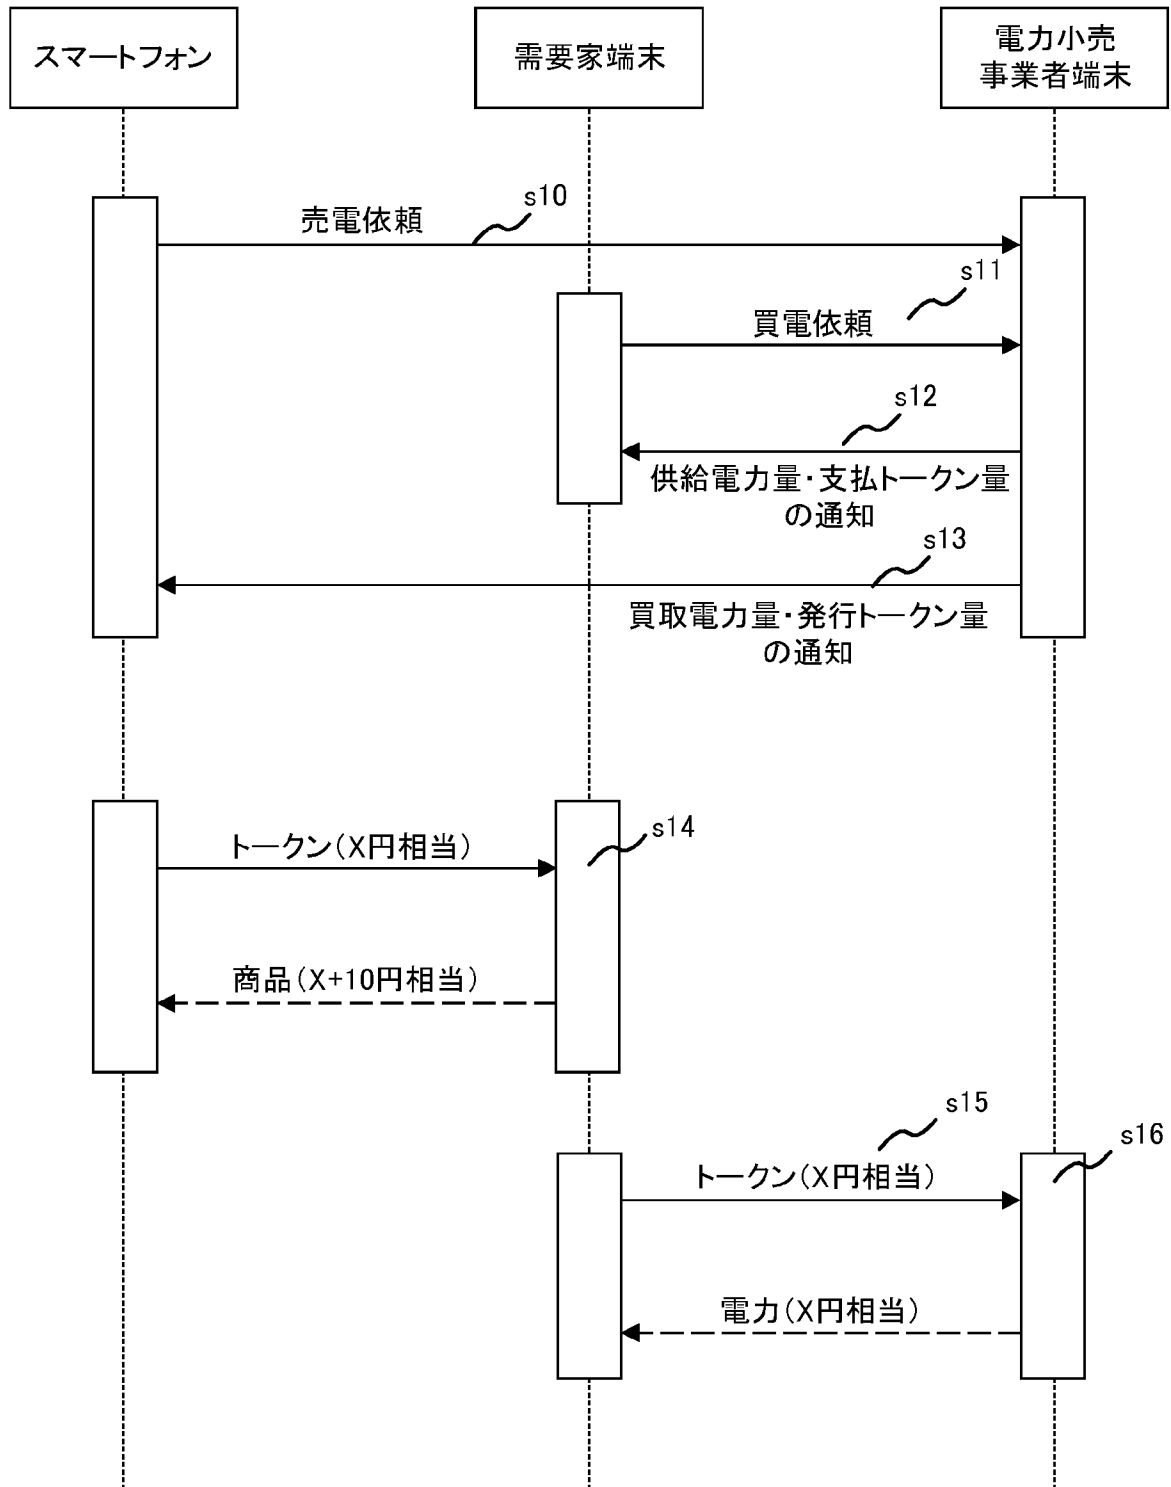 スマートフォン
需要家端末
電力小売
事業者端末
s10
売電依頼
s11
買電依頼
s12
供給電力量・支払トークン量
の通知
s13
買取電力量・発行トークン量
の通知
s14
トークン(X円相当)
商品(X+10円相当)
s15
s16
トークン(X円相当)
電力(X円相当)